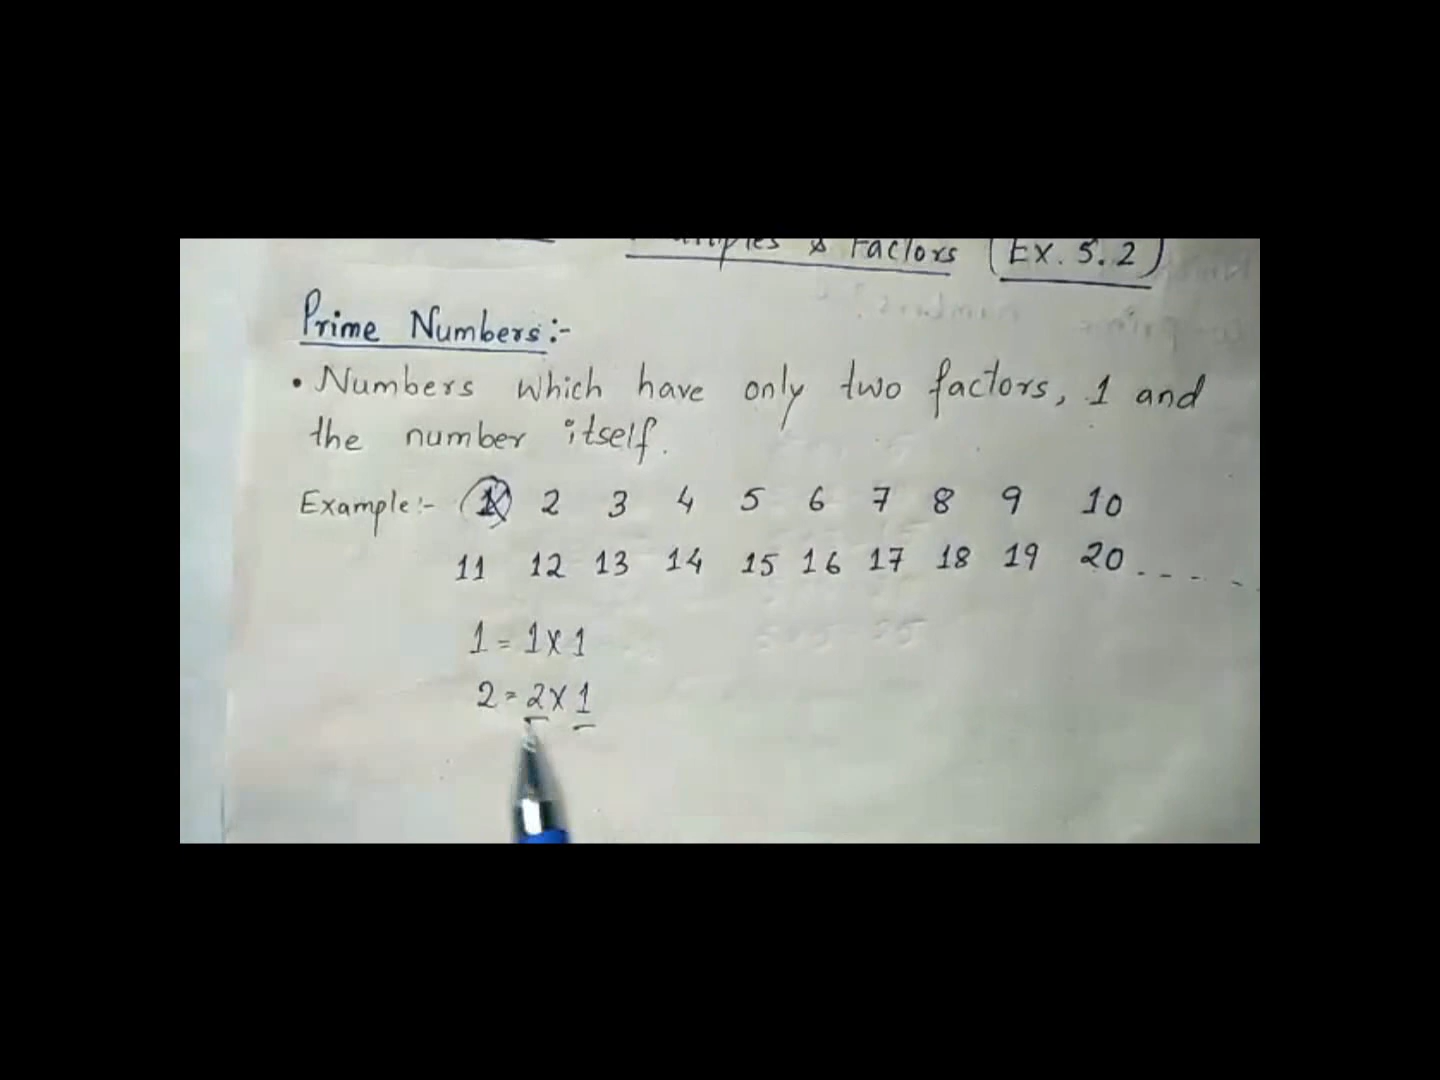 & Factors (Ex. 5.2)
Prime Numbers:-
• Numbers which have only two factors, 1 and
the number itself.
Example:- 1 2 3 4 5 6 7 8 9 10
11 12 13 14 15 16 17 18 19 20 . . . . .
1 = 1 x 1
2 = 2 x 1